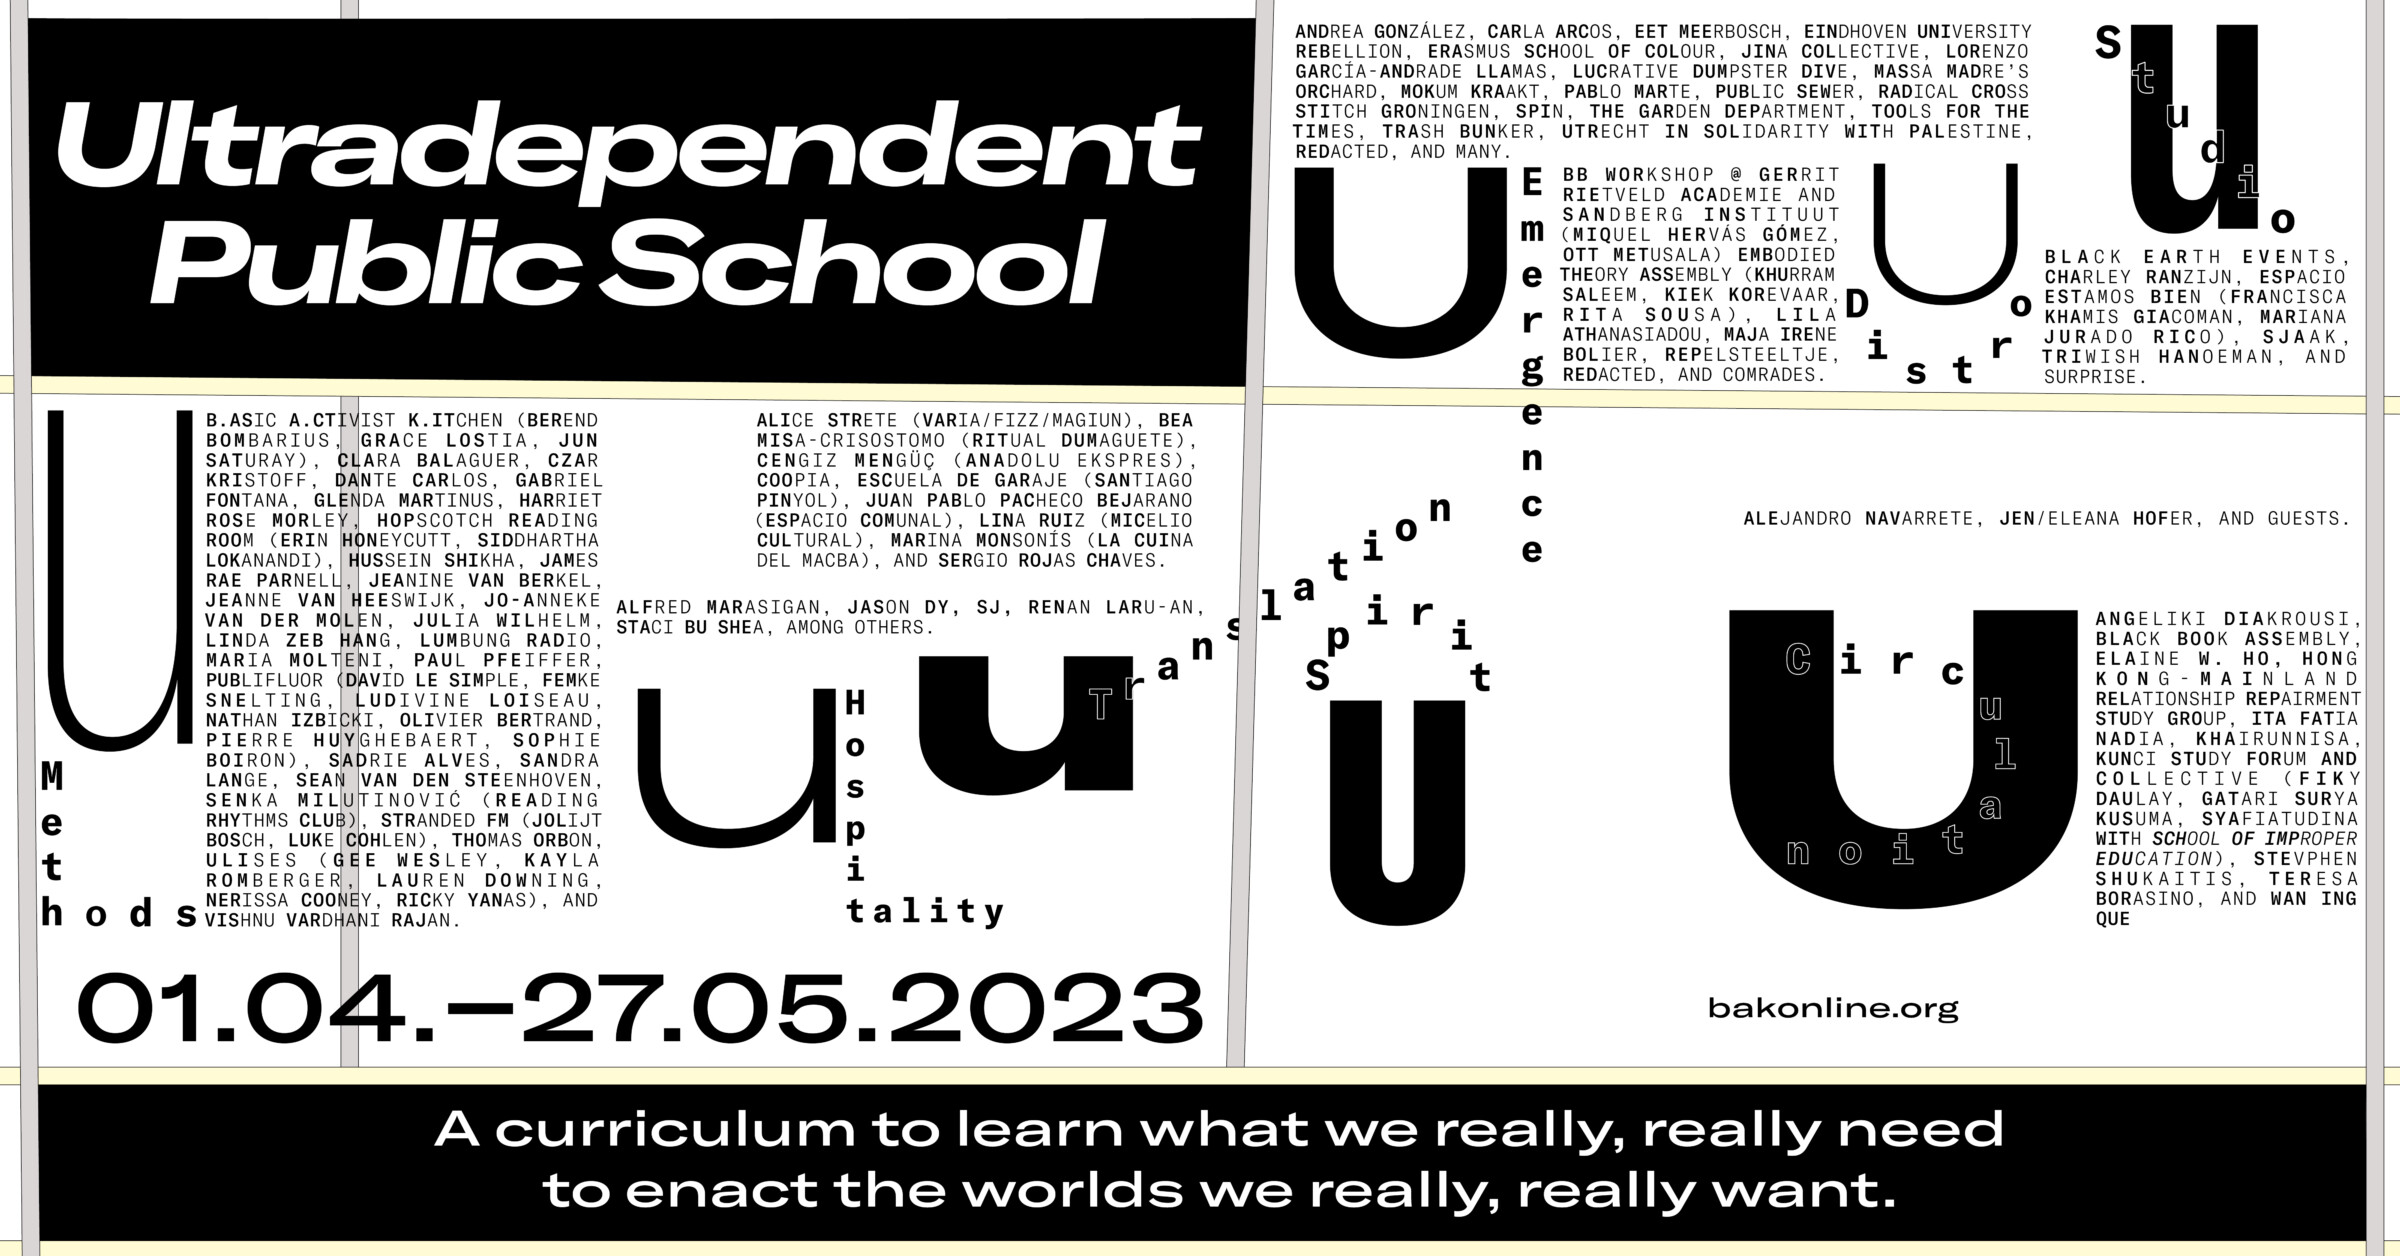 Ultradependent
Public School
ANDREA GONZÁLEZ, CARLA ARCOS, EET MEERBOSCH, EINDHOVEN UNIVERSITY
REBELLION, ERASMUS SCHOOL OF COLOUR, JINA COLLECTIVE, LORENZO
GARCÍA-ANDRADE LLAMAS, LUCRATIVE DUMPSTER DIVE, MASSA MADRE'S
ORCHARD, MOKUM KRAAKT, PABLO MARTE, PUBLIC SEWER, RADICAL CROSS
STITCH GRONINGEN, SPIN, THE GARDEN DEPARTMENT, TOOLS FOR THE
TIMES, TRASH BUNKER, UTRECHT IN SOLIDARITY WITH PALESTINE,
REDACTED, AND MANY.
U
Emergence
BB WORKSHOP @ GERRIT
RIETVELD ACADEMIE AND
SANDBERG INSTITUUT
(MIQUEL HERVÁS GÓMEZ,
OTT METUSALA) EMBODIED
THEORY ASSEMBLY (KHURRAM
SALEEM, KIEK KOREVAAR,
RITA SOUSA), LILA
ATHANASIADOU, MAJA IRENE
BOLIER, REPELSTEELTJE,
REDACTED, AND COMRADES.
U
Distro
u
Studio
BLACK EARTH EVENTS,
CHARLEY RANZIJN, ESPACIO
ESTAMOS BIEN (FRANCISCA
KHAMIS GIACOMAN, MARIANA
JURADO RICO), SJAAK,
TRIWISH HANOEMAN, AND
SURPRISE.
u
Methods
B.ASIC A.CTIVIST K.ITCHEN (BEREND
BOMBARIUS, GRACE LOSTIA, JUN
SATURAY), CLARA BALAGUER, CZAR
KRISTOFF, DANTE CARLOS, GABRIEL
FONTANA, GLENDA MARTINUS, HARRIET
ROSE MORLEY, HOPSCOTCH READING
ROOM (ERIN HONEYCUTT, SIDDHARTHA
LOKANANDI), HUSSEIN SHIKHA, JAMES
RAE PARNELL, JEANINE VAN BERKEL,
JEANNE VAN HEESWIJK, JO-ANNEKE
VAN DER MOLEN, JULIA WILHELM,
LINDA ZEB HANG, LUMBUNG RADIO,
MARIA MOLTENI, PAUL PFEIFFER,
PUBLIFLUOR (DAVID LE SIMPLE, FEMKE
SNELTING, LUDIVINE LOISEAU,
NATHAN IZBICKI, OLIVIER BERTRAND,
PIERRE HUYGHEBAERT, SOPHIE
BOIRON), SADRIE ALVES, SANDRA
LANGE, SEAN VAN DEN STEENHOVEN,
SENKA MILUTINOVIĆ (READING
RHYTHMS CLUB), STRANDED FM (JOLIJT
BOSCH, LUKE COHLEN), THOMAS ORBON,
ULISES (GEE WESLEY, KAYLA
ROMBERGER, LAUREN DOWNING,
NERISSA COONEY, RICKY YANAS), AND
VISHNU VARDHANI RAJAN.
ALICE STRETE (VARIA/FIZZ/MAGIUN), BEA
MISA-CRISOSTOMO (RITUAL DUMAGUETE),
CENGIZ MENGÜÇ (ANADOLU EKSPRES),
COOPIA, ESCUELA DE GARAJE (SANTIAGO
PINYOL), JUAN PABLO PACHECO BEJARANO
(ESPACIO COMUNAL), LINA RUIZ (MICELIO
CULTURAL), MARINA MONSONÍS (LA CUINA
DEL MACBA), AND SERGIO ROJAS CHAVES.
u
Hospitality
ALFRED MARASIGAN, JASON DY, SJ, RENAN LARU-AN,
STACI BU SHEA, AMONG OTHERS.
u
Translation
Spirit
U
ALEJANDRO NAVARRETE, JEN/ELEANA HOFER, AND GUESTS.
U
Circulation
ANGELIKI DIAKROUSI,
BLACK BOOK ASSEMBLY,
ELAINE W. HO, HONG
KONG-MAINLAND
RELATIONSHIP REPAIRMENT
STUDY GROUP, ITA FATIA
NADIA, KHAIRUNNISA,
KUNCI STUDY FORUM AND
COLLECTIVE (FIKY
DAULAY, GATARI SURYA
KUSUMA, SYAFIATUDINA
WITH SCHOOL OF IMPROPER
EDUCATION), STEVPHEN
SHUKAITIS, TERESA
BORASINO, AND WAN ING
QUE
01.04.–27.05.2023
bakonline.org
A curriculum to learn what we really, really need
to enact the worlds we really, really want.